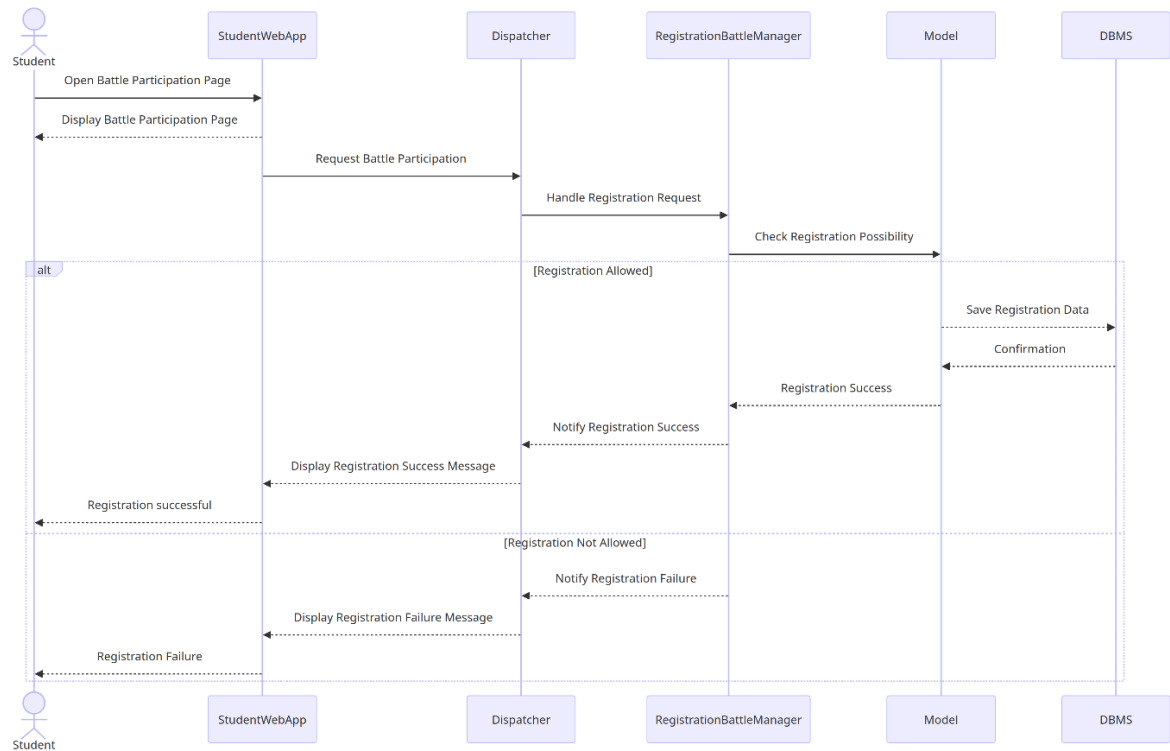 StudentWebApp
Dispatcher
RegistrationBattleManager
Model
DBMS
Student
Open Battle Participation Page
Display Battle Participation Page
Request Battle Participation
Handle Registration Request
Check Registration Possibility
alt
[Registration Allowed]
Save Registration Data
Confirmation
Registration Success
Notify Registration Success
Display Registration Success Message
Registration successful
[Registration Not Allowed]
Notify Registration Failure
Display Registration Failure Message
Registration Failure
StudentWebApp
Dispatcher
RegistrationBattleManager
Model
DBMS
Student